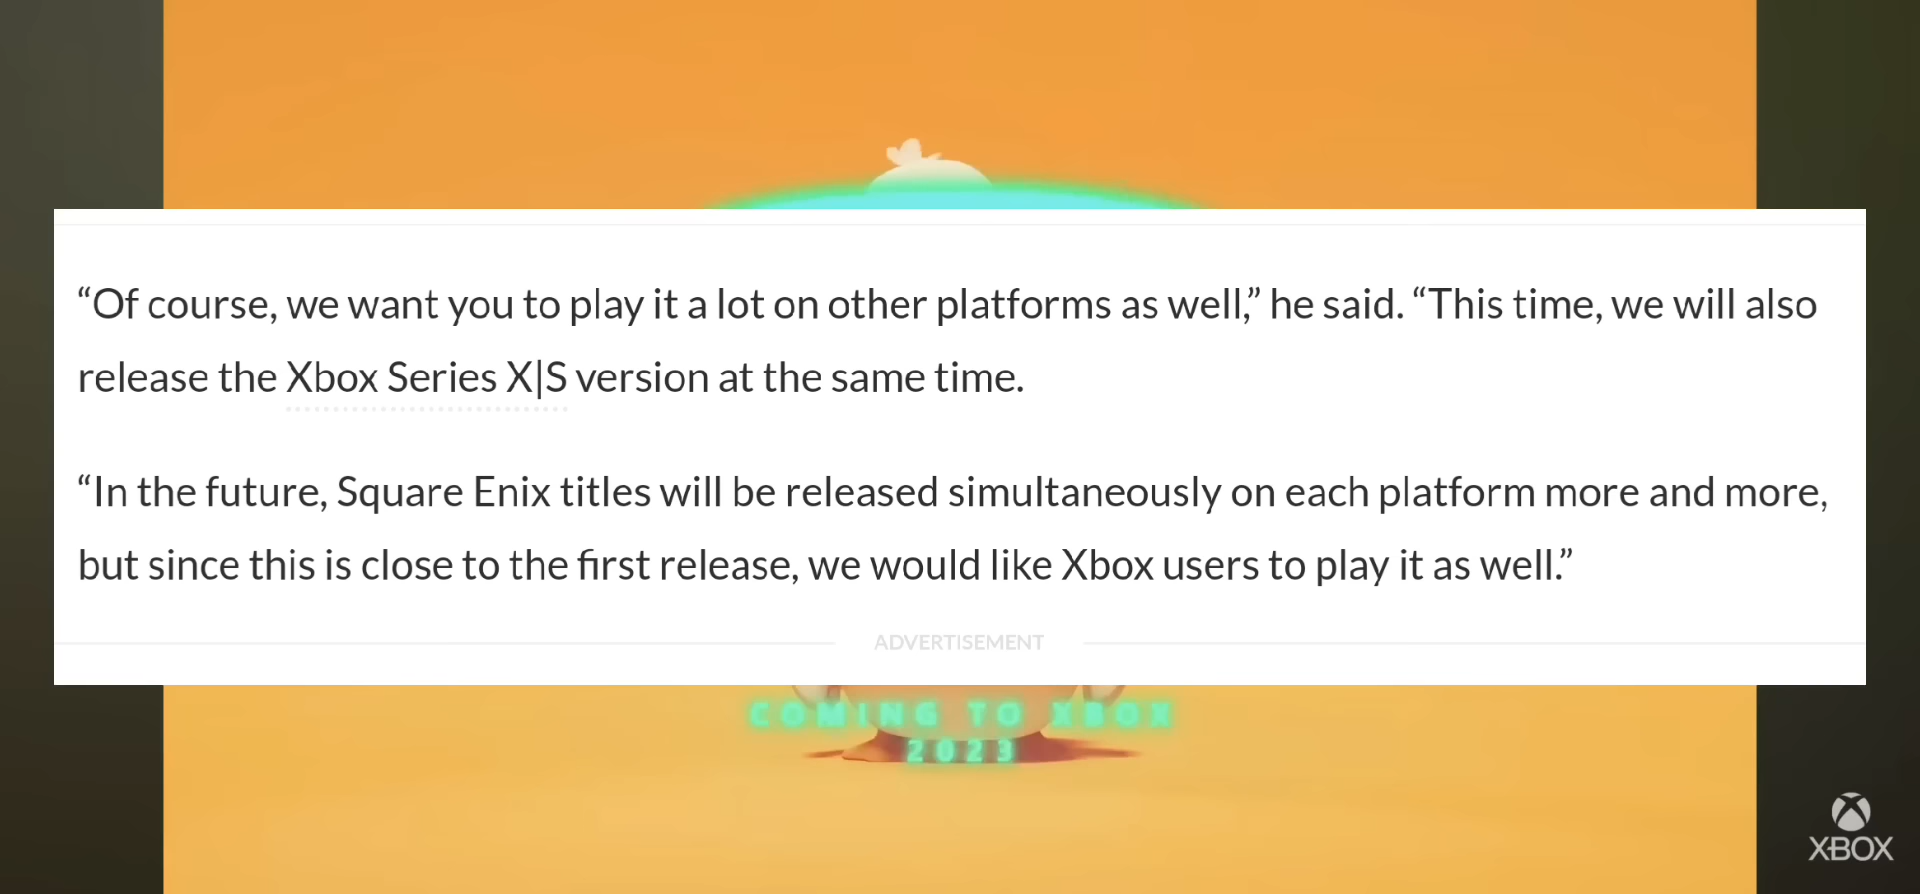 “Of course, we want you to play it a lot on other platforms as well,” he said. “This time, we will also
release the Xbox Series X|S version at the same time.
“In the future, Square Enix titles will be released simultaneously on each platform more and more,
but since this is close to the first release, we would like Xbox users to play it as well.”
ADVERTISEMENT
COMING TO XBOX
2023
XBOX